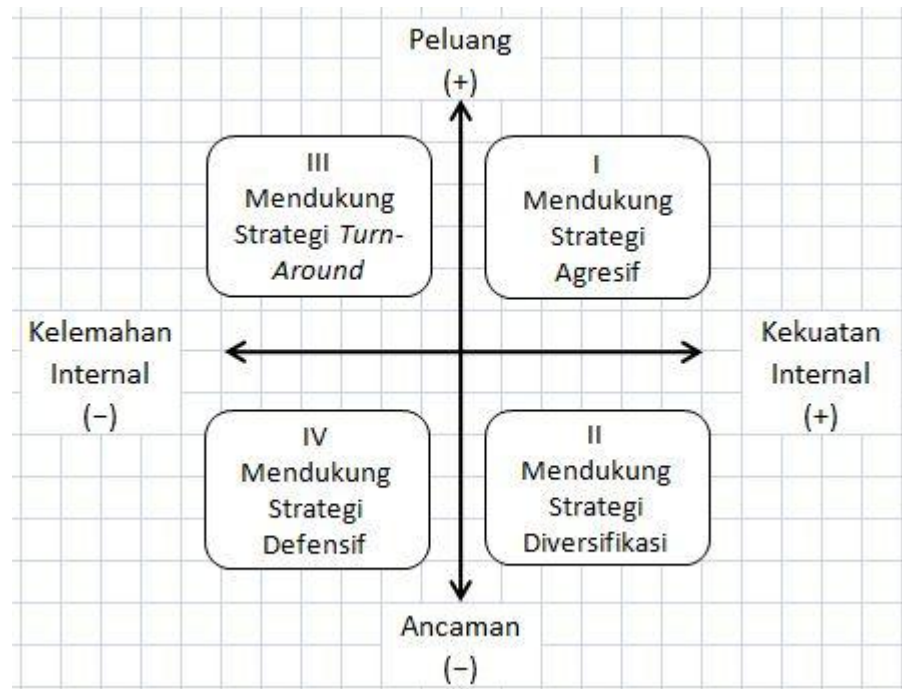 Peluang
(+)
III
Mendukung
Strategi Turn-
Around
I
Mendukung
Strategi
Agresif
Kelemahan
Internal
(−)
Kekuatan
Internal
(+)
IV
Mendukung
Strategi
Defensif
II
Mendukung
Strategi
Diversifikasi
Ancaman
(−)